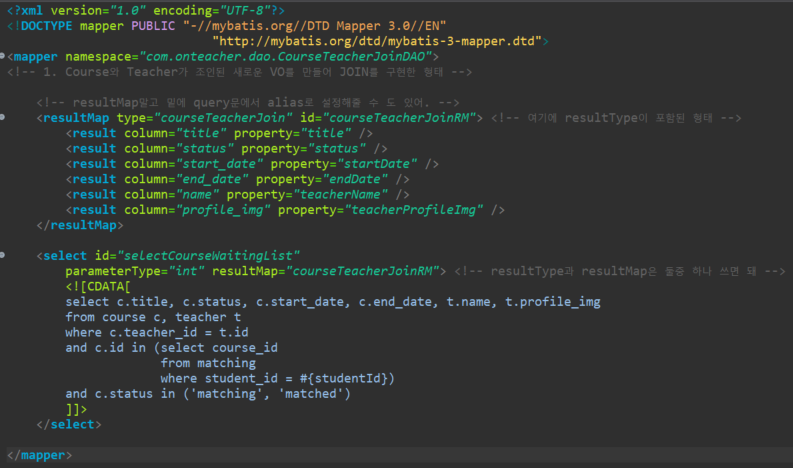 <?xml version="1.0" encoding="UTF-8"?>
<!DOCTYPE mapper PUBLIC "-//mybatis.org//DTD Mapper 3.0//EN"
"http://mybatis.org/dtd/mybatis-3-mapper.dtd">
<mapper namespace="com.onteacher.dao.CourseTeacherJoinDAO">
<!-- 1. Course와 Teacher가 조인된 새로운 VO를 만들어 JOIN를 구현한 형태 -->
<!-- resultMap말고 밑에 query문에서 alias로 설정해줄 수 도 있어. -->
<resultMap type="courseTeacherJoin" id="courseTeacherJoinRM"> <!-- 여기에 resultType이 포함된 형태 -->
<result column="title" property="title" />
<result column="status" property="status" />
<result column="start_date" property="startDate" />
<result column="end_date" property="endDate" />
<result column="name" property="teacherName" />
<result column="profile_img" property="teacherProfileImg" />
</resultMap>
<select id="selectCourseWaitingList"
parameterType="int" resultMap="courseTeacherJoinRM"> <!-- resultType과 resultMap은 둘중 하나 쓰면 돼 -->
<![CDATA[
select c.title, c.status, c.start_date, c.end_date, t.name, t.profile_img
from course c, teacher t
where c.teacher_id = t.id
and c.id in (select course_id
from matching
where student_id = #{studentId})
and c.status in ('matching', 'matched')
]]>
</select>
</mapper>